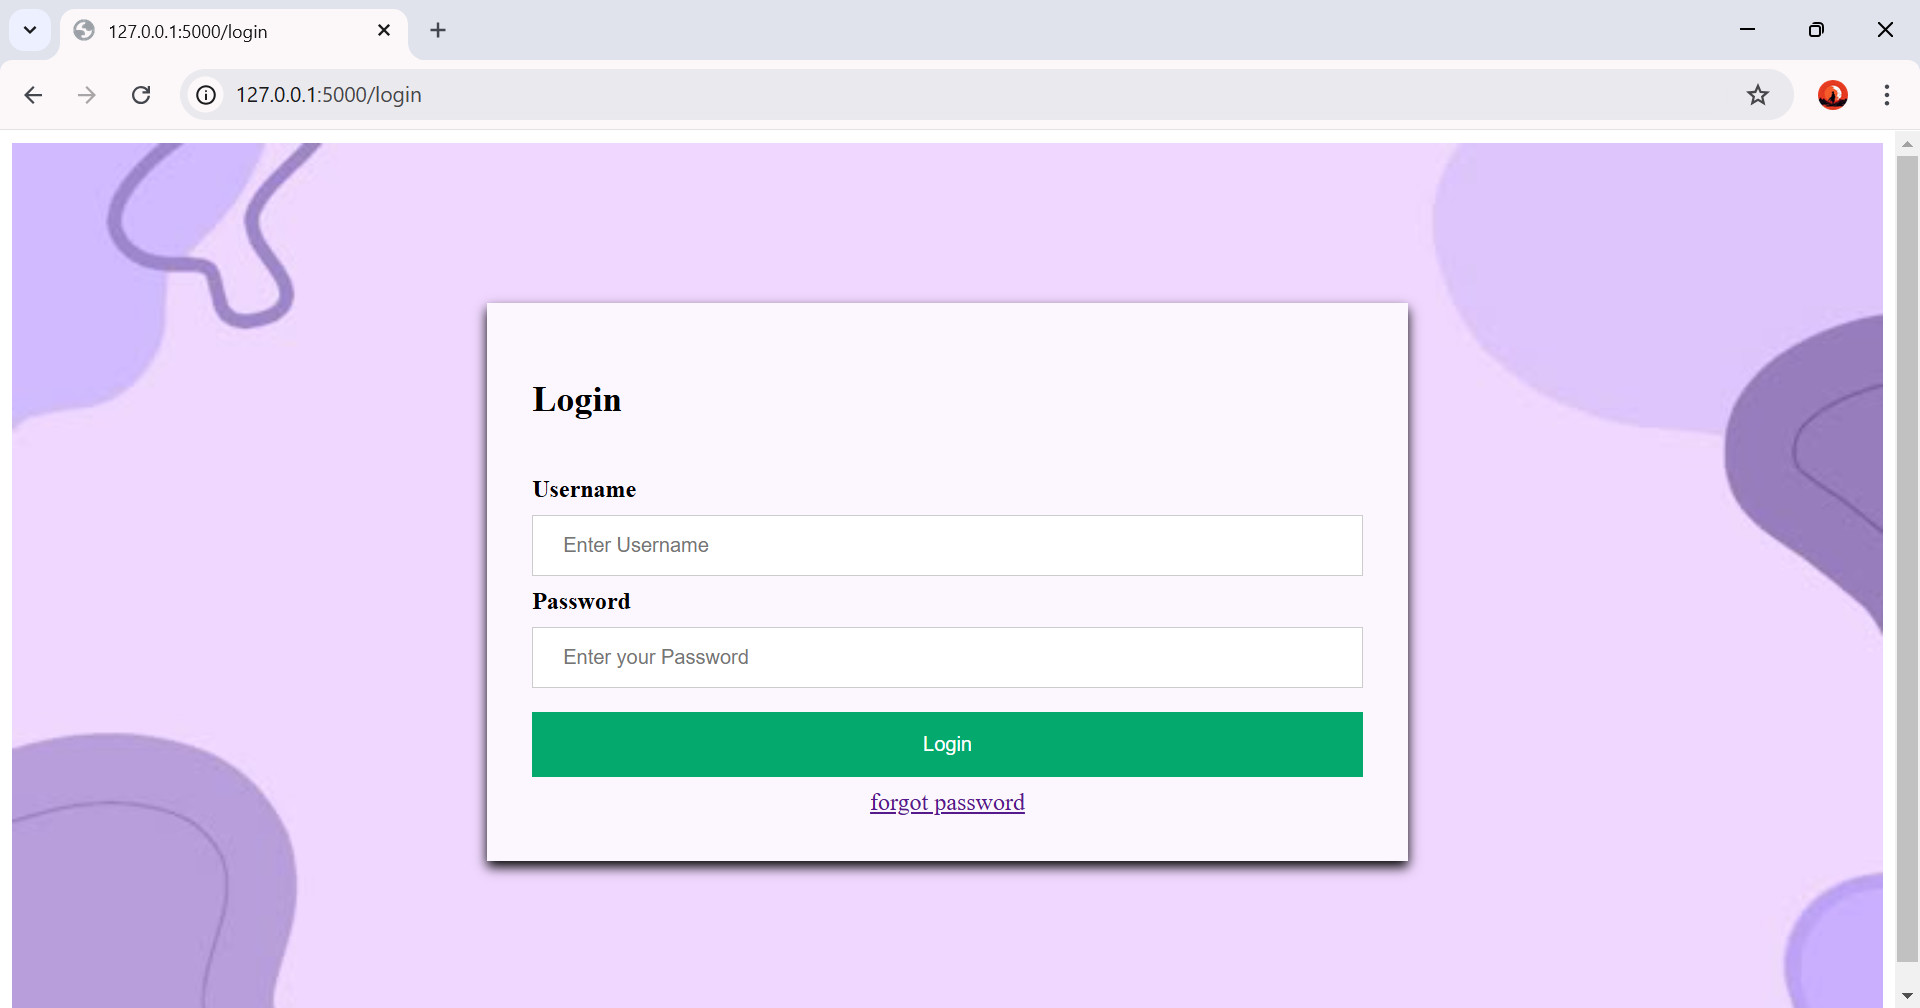 127.0.0.1:5000/login
127.0.0.1:5000/login
Login
Username
Enter Username
Password
Enter your Password
Login
forgot password